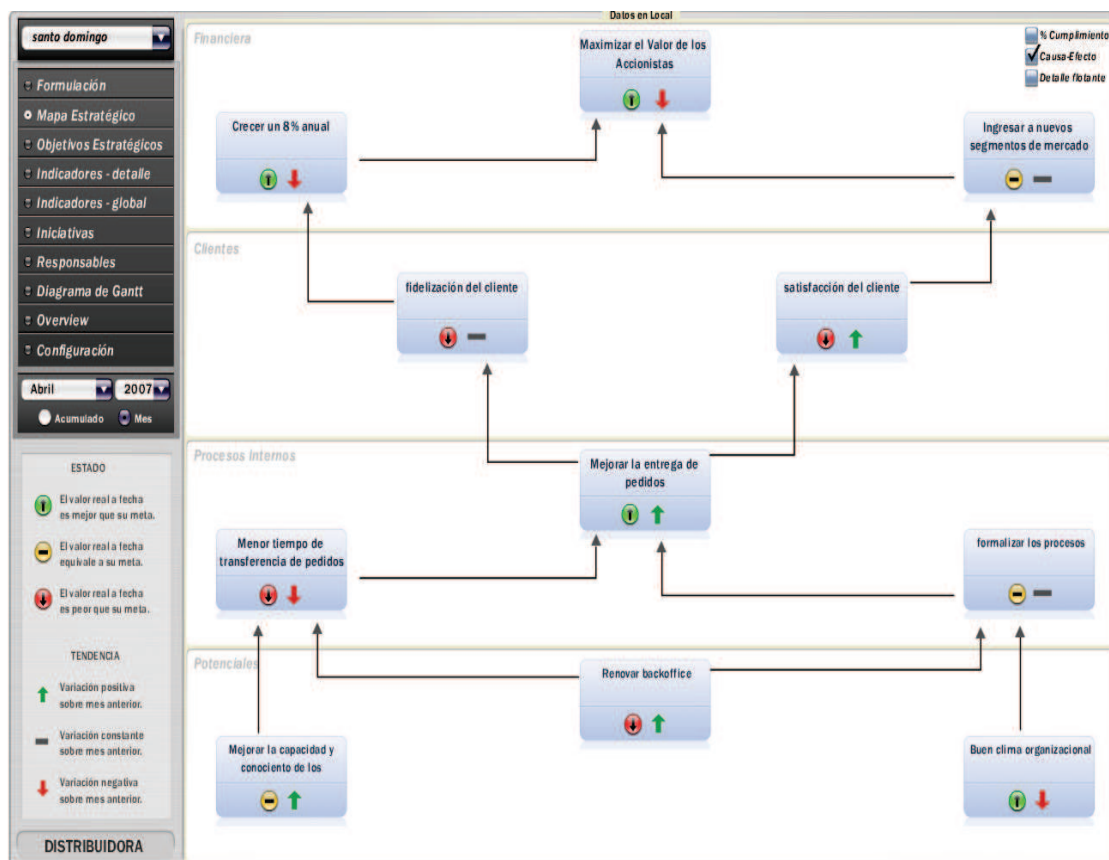 Datos en Local
santo domingo
Formulación
Mapa Estratégico
Objetivos Estratégicos
Indicadores - detalle
Indicadores - global
Iniciativas
Responsables
Diagrama de Gantt
Overview
Configuración
Abril
2007
Acumulado
Mes
ESTADO
El valor real a fecha
es mejor que su meta.
El valor real a fecha
equivale a su meta.
El valor real a fecha
es peor que su meta.
TENDENCIA
Variación positiva
sobre mes anterior.
Variación constante
sobre mes anterior.
Variación negativa
sobre mes anterior.
DISTRIBUIDORA
Financiera
Maximizar el Valor de los
Accionistas
% Cumplimiento
Causa-Efecto
Detalle flotante
Crecer un 8% anual
Ingresar a nuevos
segmentos de mercado
Clientes
fidelización del cliente
satisfacción del cliente
Procesos Internos
Mejorar la entrega de
pedidos
Menor tiempo de
transferencia de pedidos
formalizar los procesos
Potenciales
Renovar backoffice
Mejorar la capacidad y
conociento de los
Buen clima organizacional